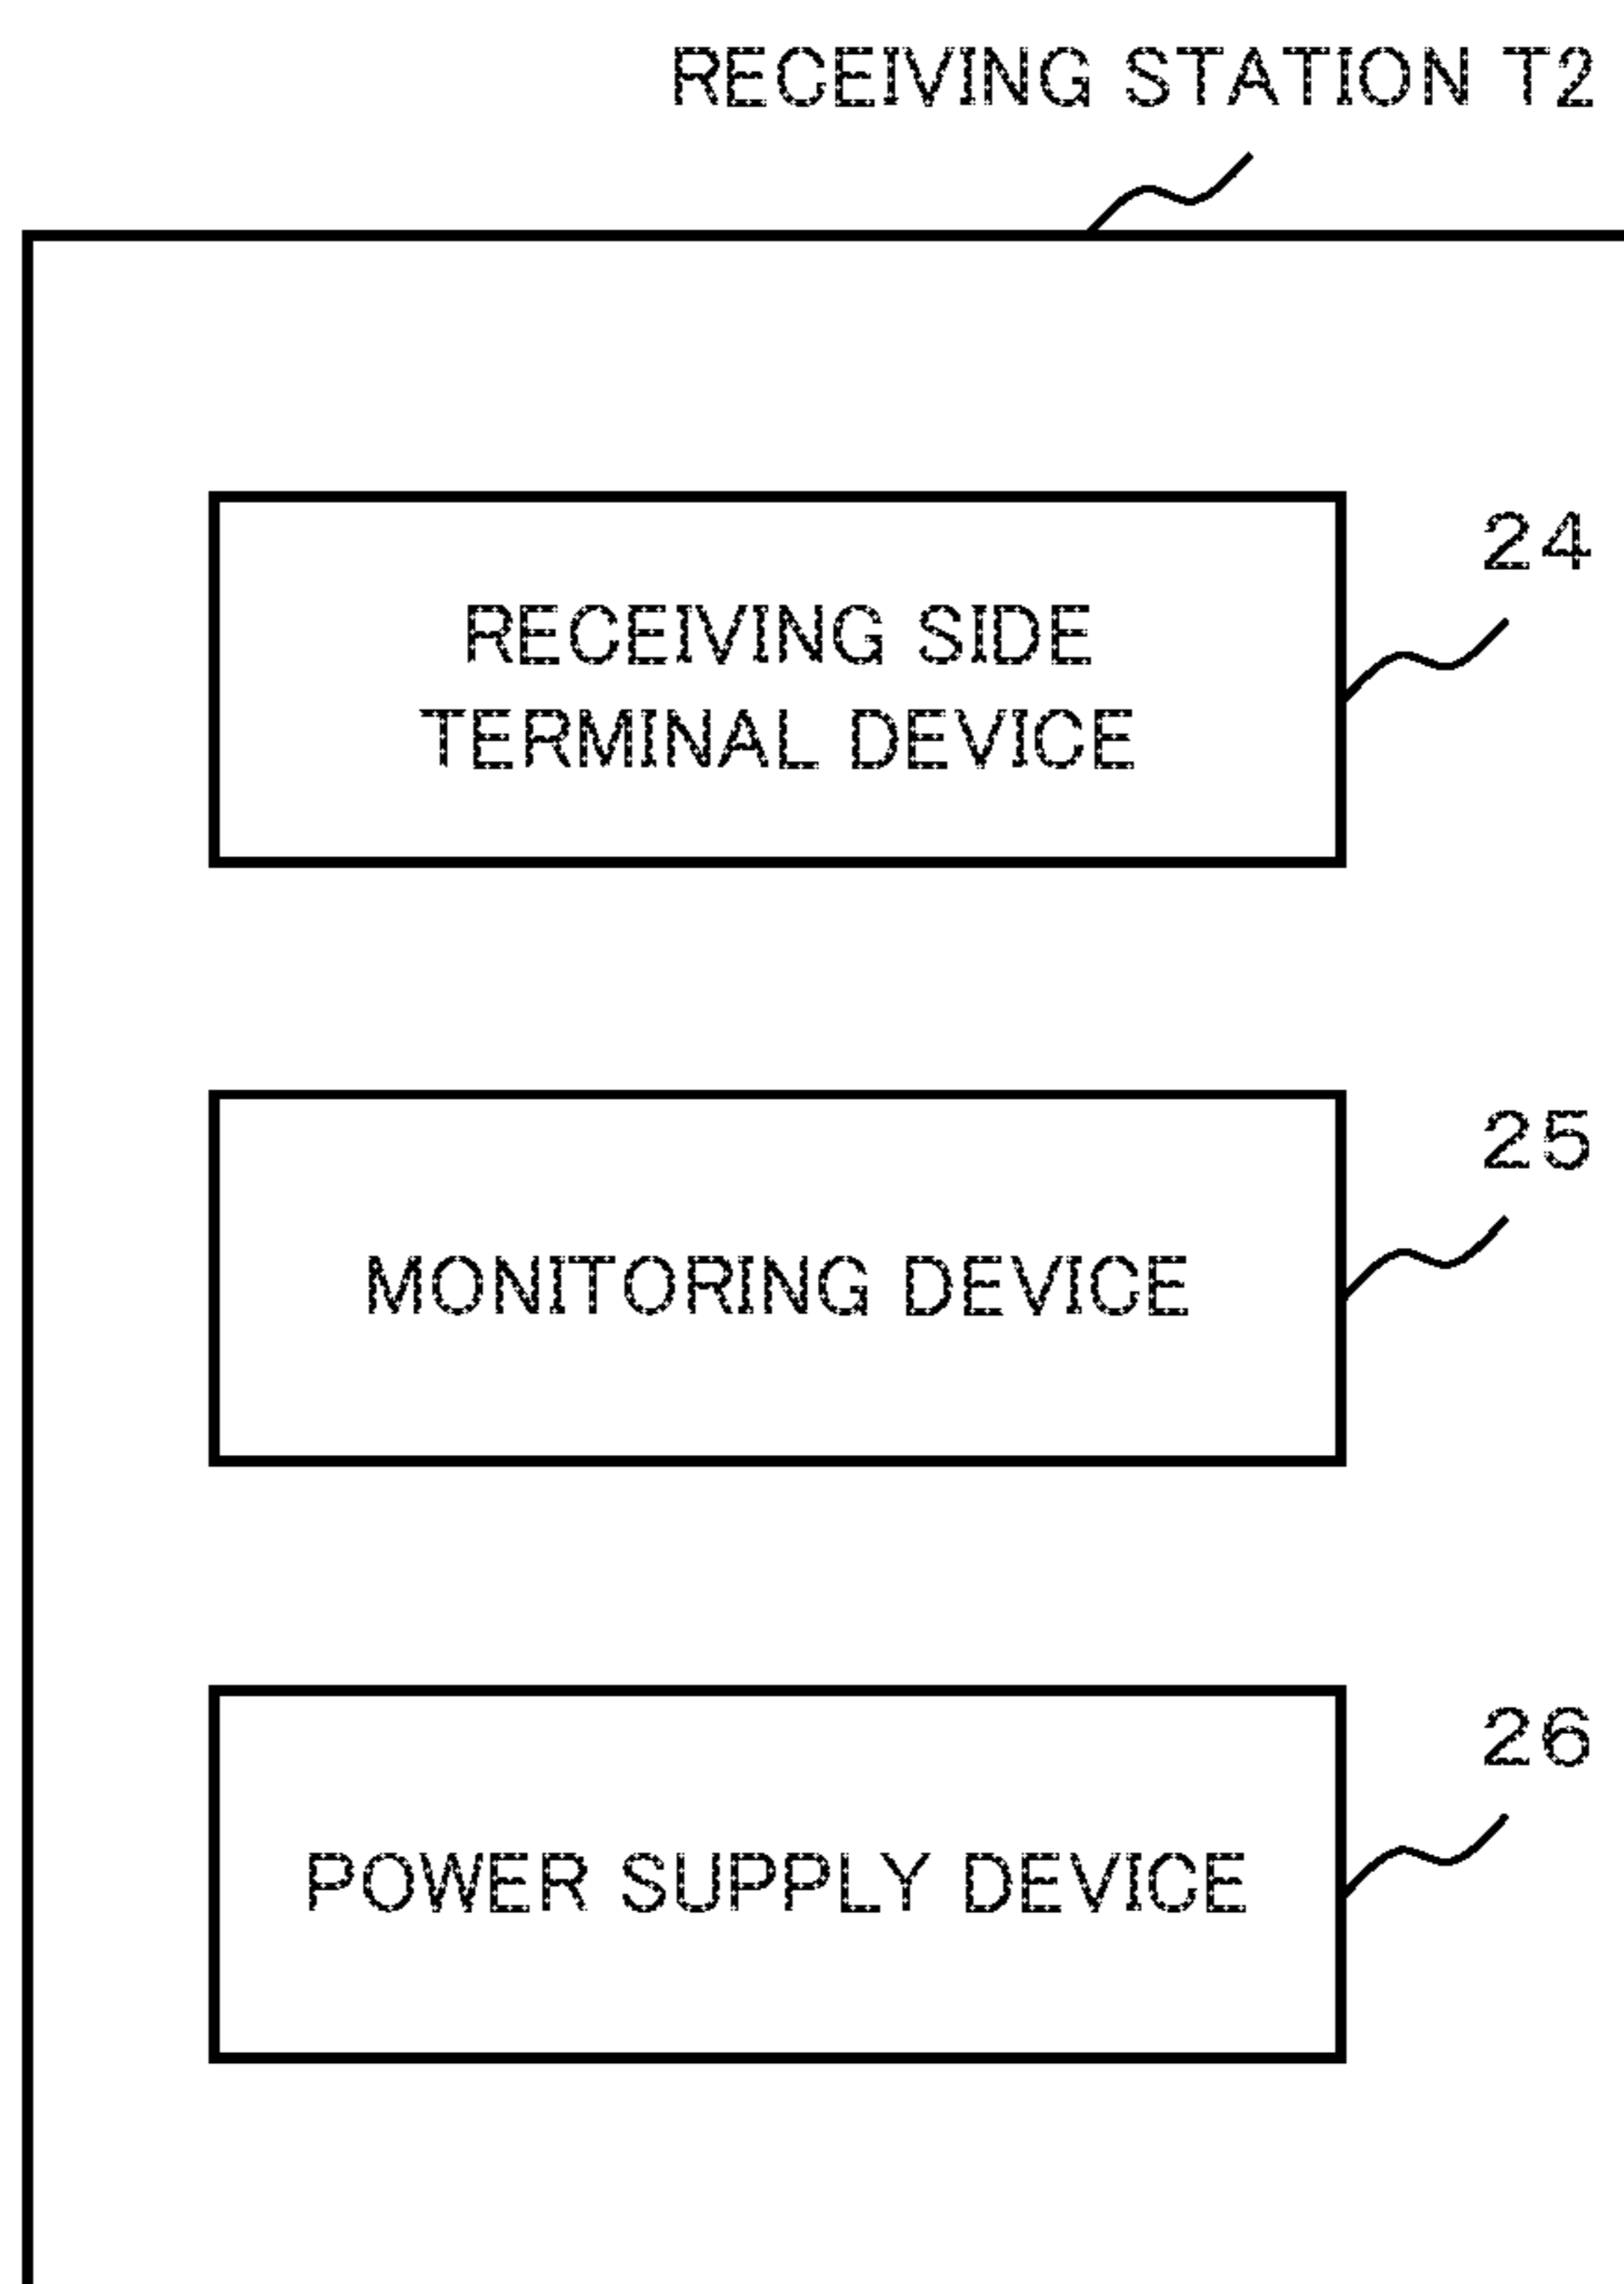 RECEIVING STATION T2
24
RECEIVING SIDE
TERMINAL DEVICE
25
MONITORING DEVICE
26
POWER SUPPLY DEVICE